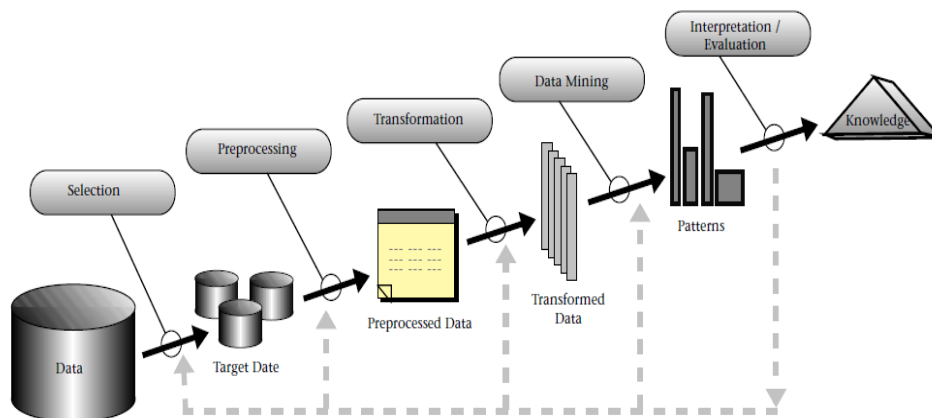 Interpretation /
Evaluation
Data Mining
Transformation
Preprocessing
Selection
Data
Target Date
Preprocessed Data
Transformed
Data
Patterns
Knowledge